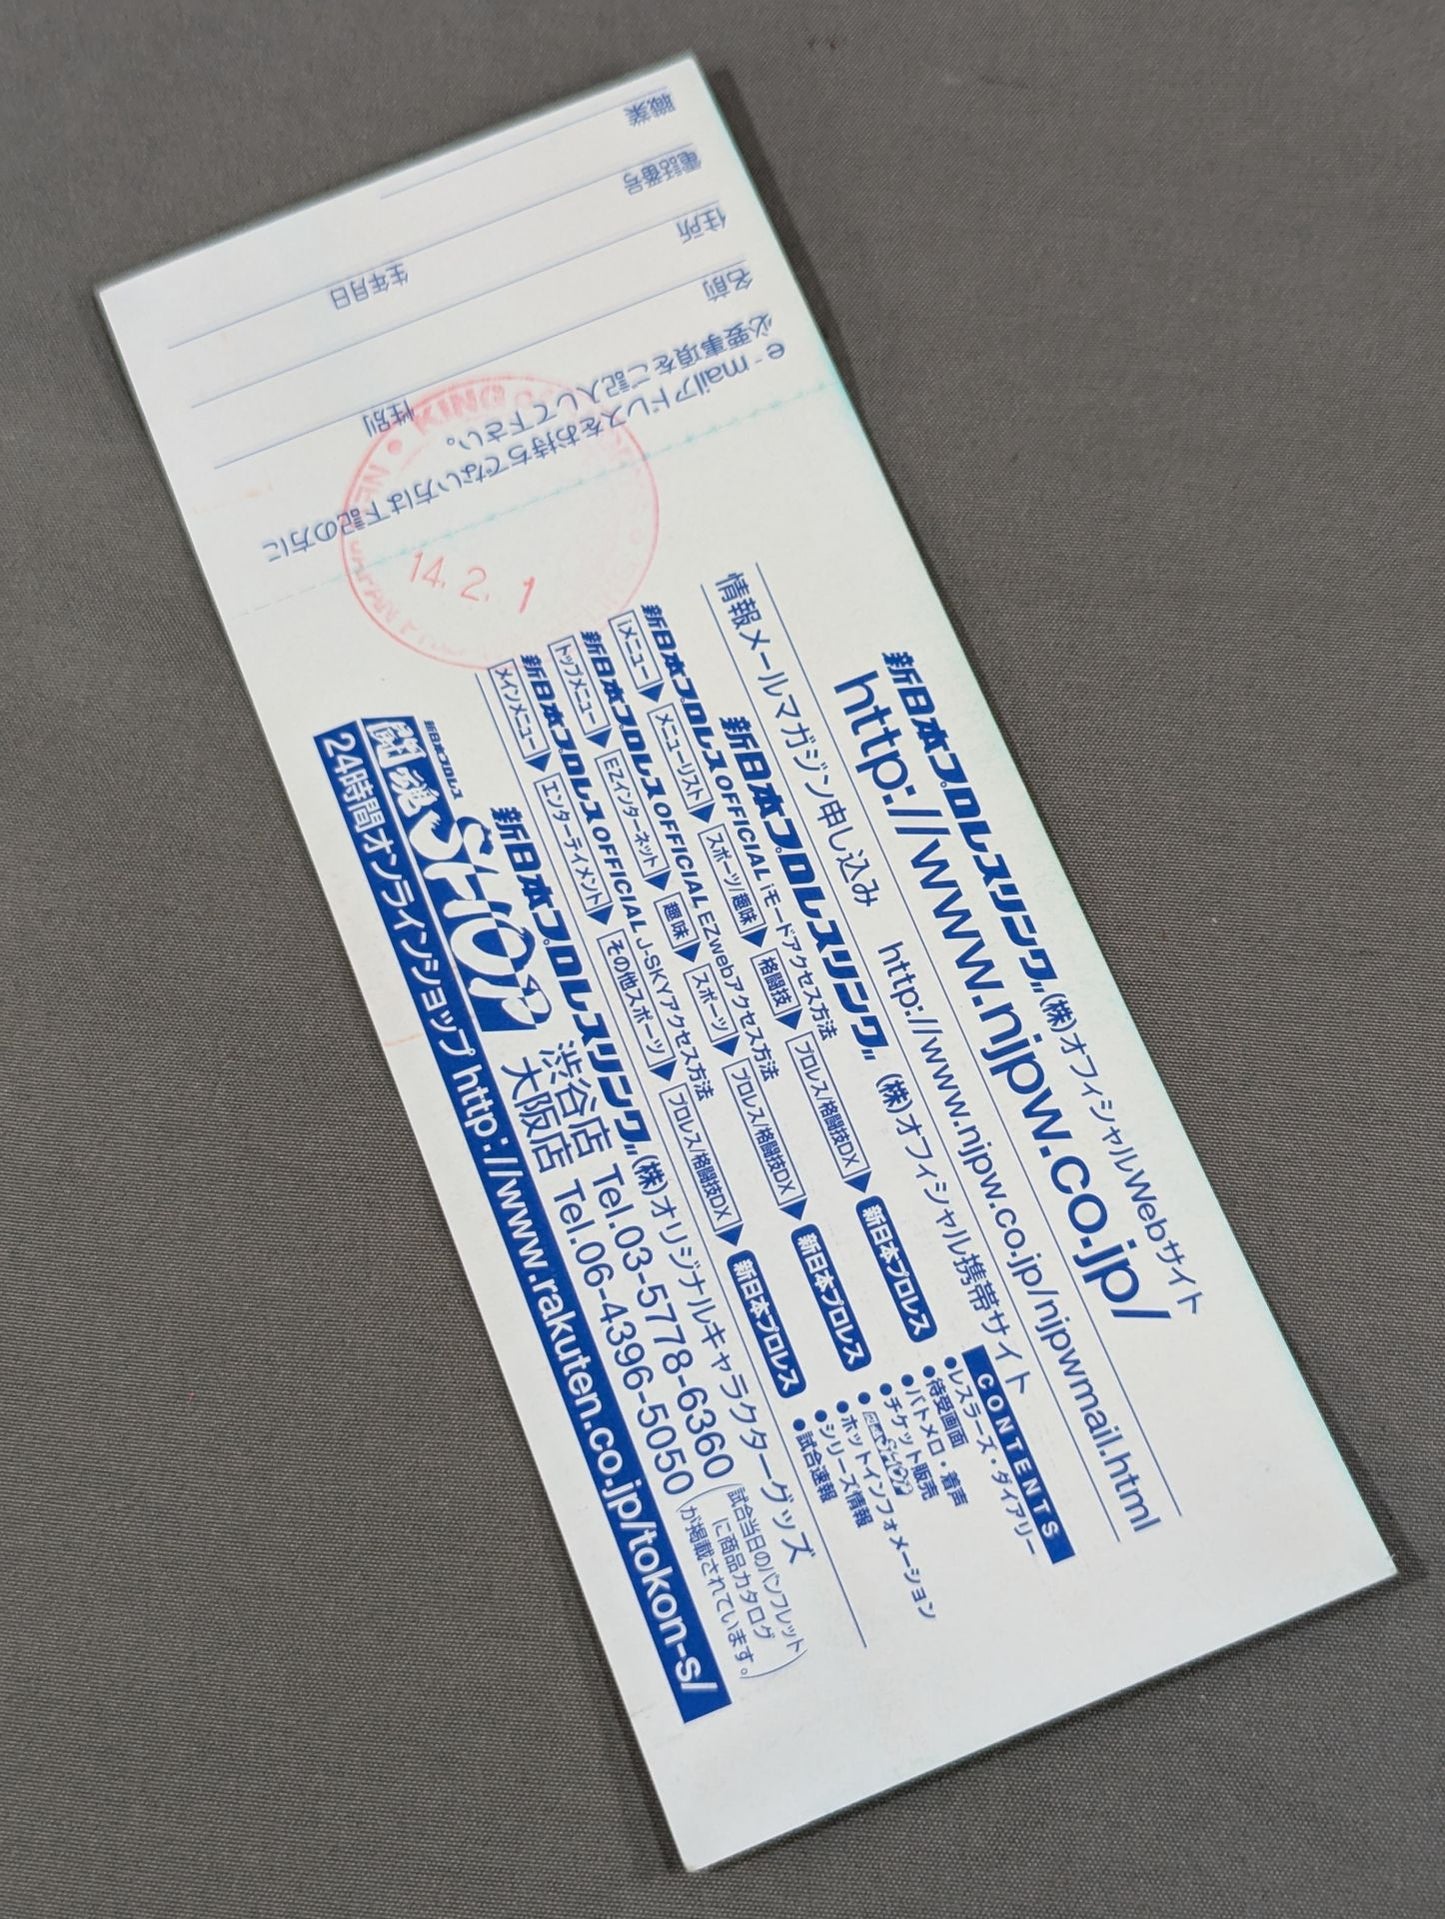 新日本プロレスリング(株)オフィシャルWebサイト
http://www.njpw.co.jp/
情報メールマガジン申し込み http://www.njpw.co.jp/njpwmail.html
新日本プロレスリング(株)オフィシャル携帯サイト
新日本プロレスOFFICIAL iモードアクセス方法
iメニュー▶メニューリスト▶スポーツ/趣味▶格闘技▶プロレス/格闘技DX▶新日本プロレス
新日本プロレスOFFICIAL EZwebアクセス方法
トップメニュー▶EZインターネット▶趣味▶スポーツ▶プロレス/格闘技DX▶新日本プロレス
新日本プロレスOFFICIAL J-SKYアクセス方法
メインメニュー▶エンターテイメント▶その他スポーツ▶プロレス/格闘技DX▶新日本プロレス
CONTENTS
●レスラーズ・ダイアリー
●待受画面
●バトメロ・着声
●チケット販売
●闘魂SHOP
●ホットインフォメーション
●シリーズ情報
●試合速報
新日本プロレスリング(株)オリジナルキャラクターグッズ
新日本プロレス
闘魂SHOP
渋谷店 Tel.03-5778-6360
大阪店 Tel.06-4396-5050
(試合当日のパンフレット
に商品カタログ
が掲載されています。)
24時間オンラインショップ http://www.rakuten.co.jp/tokon-s/
e-mailアドレスをお持ちでない方は下記の方に
必要事項をご記入して下さい。
名前
性別
住所
電話番号
生年月日
職業
KING
14.2.1